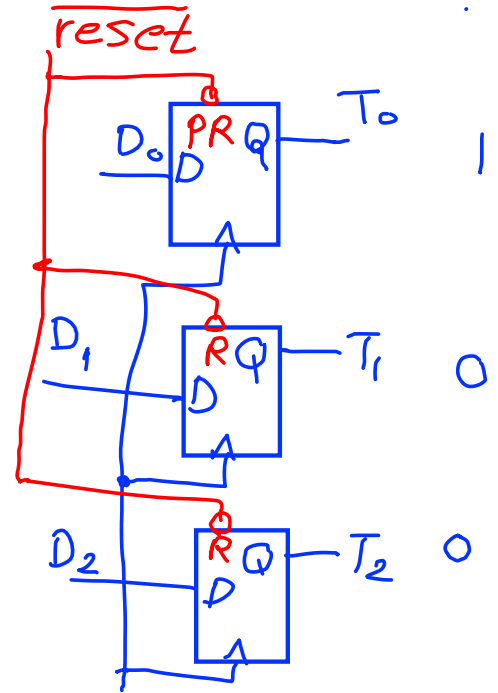 reset
PR Q
D₀ D
T₀
1
R Q
D₁ D
T₁
0
R Q
D₂ D
T₂
0